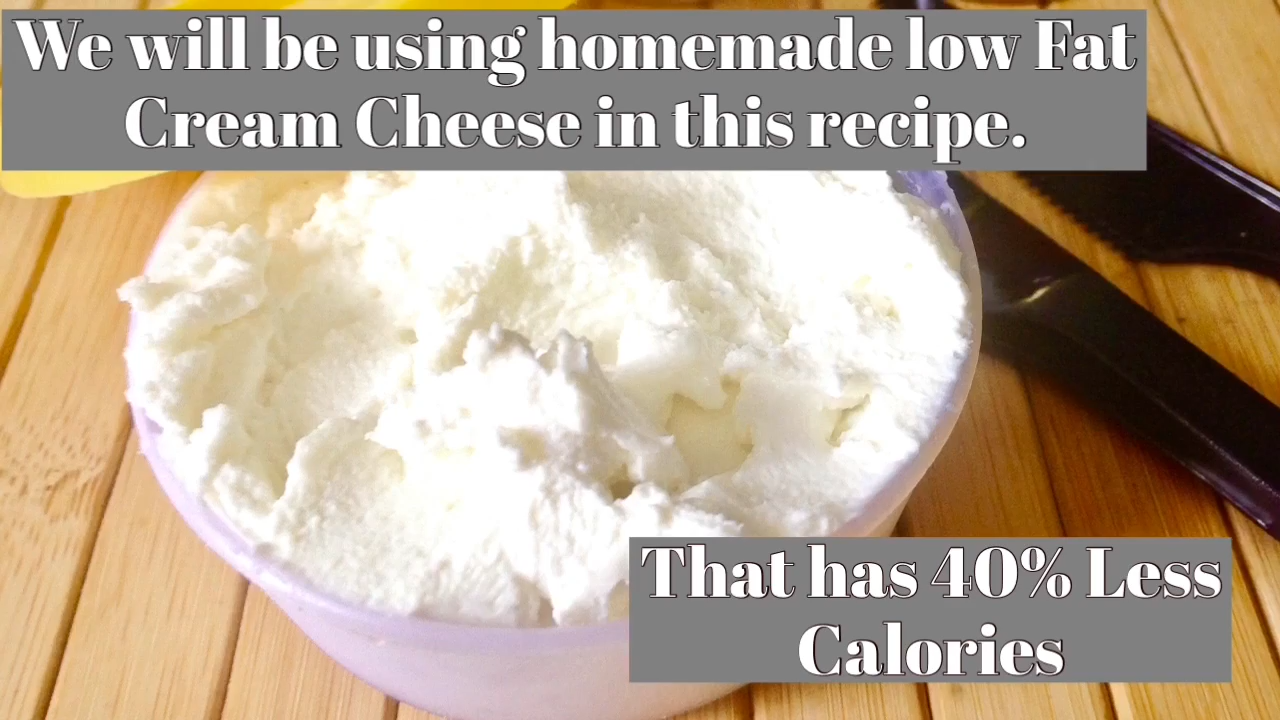 We will be using homemade low Fat
Cream Cheese in this recipe.
That has 40% Less
Calories